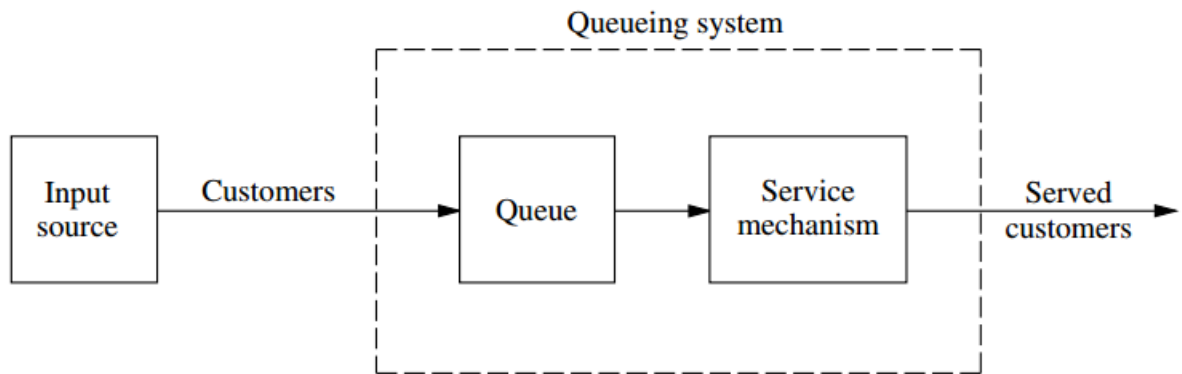 Queueing system
Input
source
Customers
Queue
Service
mechanism
Served
customers